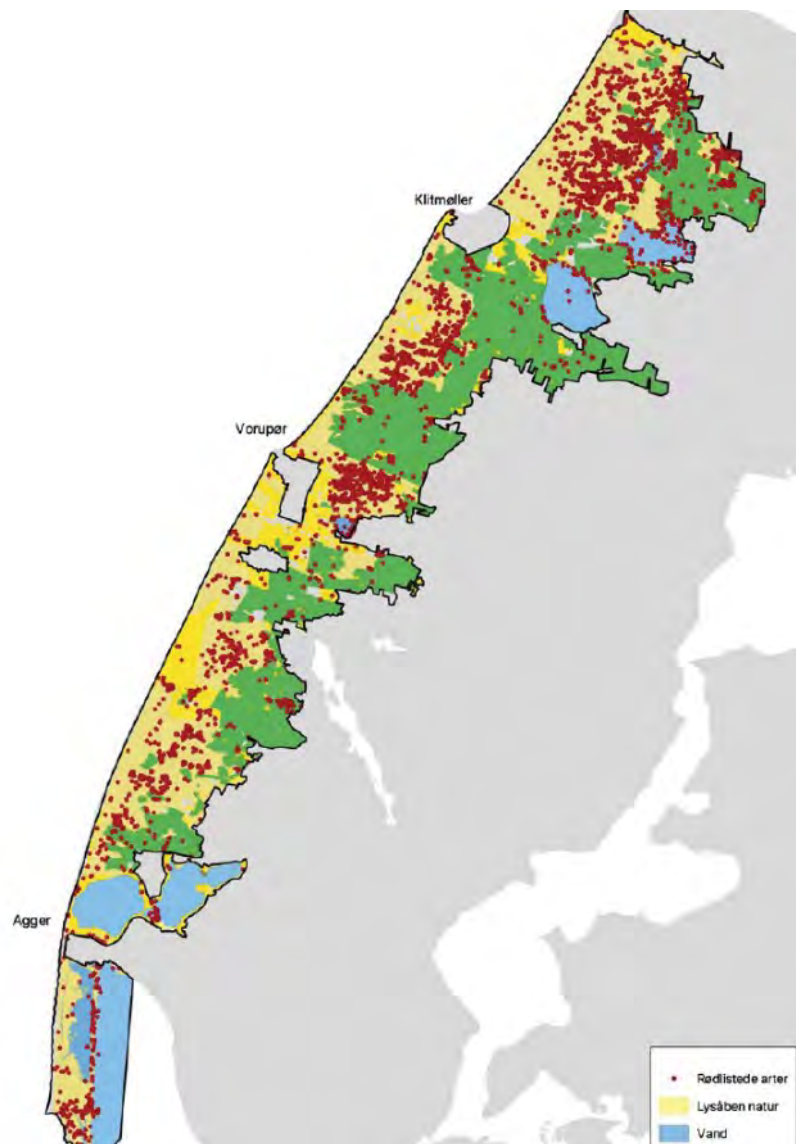 Klitmøller
Vorupør
Agger
Rødlistede arter
Lysåben natur
Vand